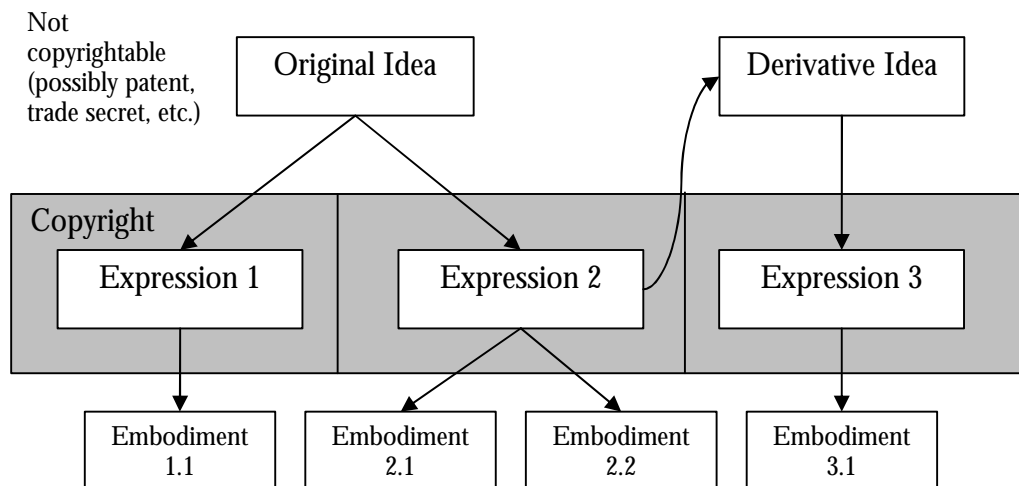 Not
copyrightable
(possibly patent,
trade secret, etc.)
Original Idea
Derivative Idea
Copyright
Expression 1
Expression 2
Expression 3
Embodiment
1.1
Embodiment
2.1
Embodiment
2.2
Embodiment
3.1